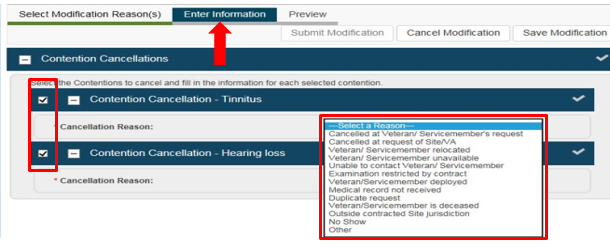 Select Modification Reason(s) Enter Information Preview
Submit Modification Cancel Modification Save Modification
Contention Cancellations
Select the Contentions to cancel and fill in the information for each selected contention.
Contention Cancellation - Tinnitus
* Cancellation Reason:
---Select a Reason---
Cancelled at Veteran/ Servicemember's request
Cancelled at request of Site/VA
Veteran/ Servicemember relocated
Veteran/ Servicemember unavailable
Unable to contact Veteran/ Servicemember
Examination restricted by contract
Veteran/Servicemember deployed
Medical record not received
Duplicate request
Veteran/Servicemember is deceased
Outside contracted Site jurisdiction
No Show
Other
Contention Cancellation - Hearing loss
* Cancellation Reason: